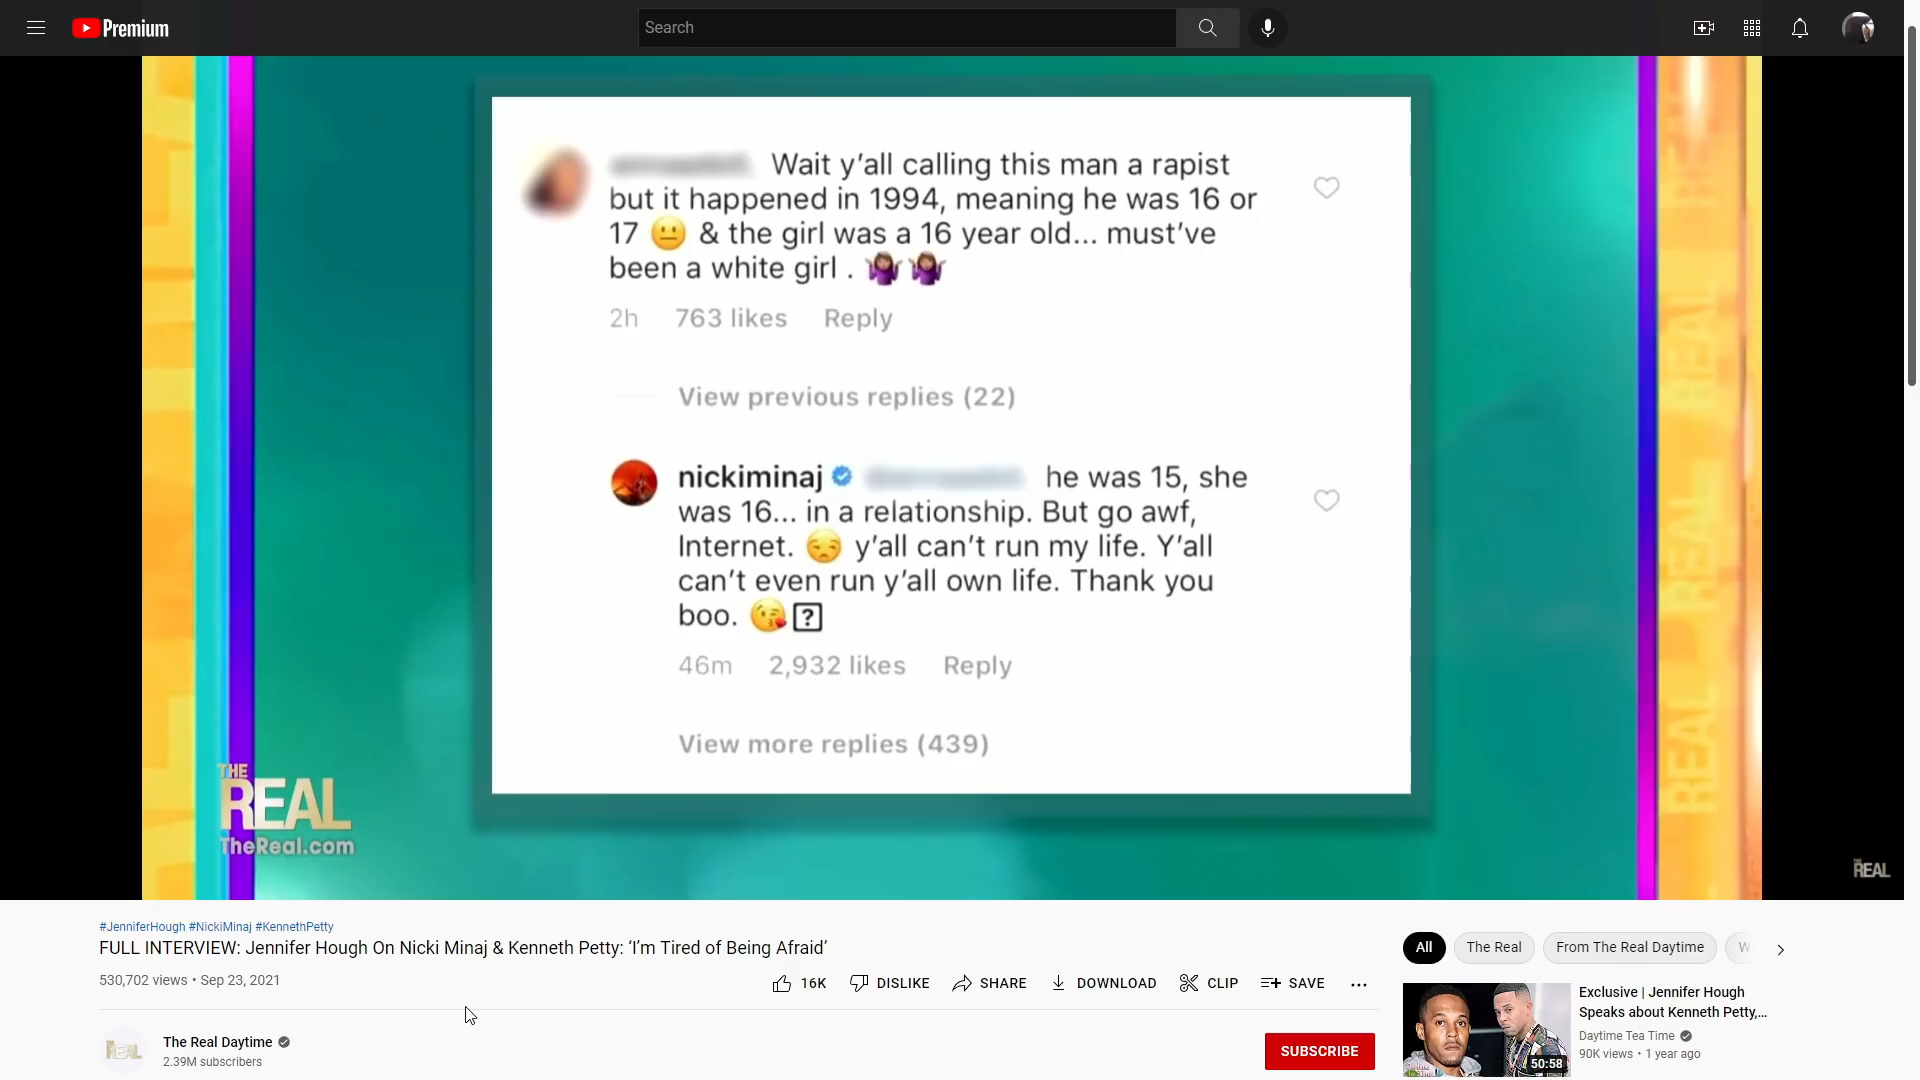 Premium
Search
Wait y’all calling this man a rapist
but it happened in 1994, meaning he was 16 or
17 😐 & the girl was a 16 year old... must’ve
been a white girl . 🤷🏾‍♀️🤷🏾‍♀️
2h 763 likes Reply
View previous replies (22)
nickiminaj he was 15, she
was 16... in a relationship. But go awf,
Internet. 😒 y’all can’t run my life. Y’all
can’t even run y’all own life. Thank you
boo. 😘?
46m 2,932 likes Reply
View more replies (439)
THE
REAL
TheReal.com
REAL
REAL
REAL
THE
REAL
#JenniferHough #NickiMinaj #KennethPetty
FULL INTERVIEW: Jennifer Hough On Nicki Minaj & Kenneth Petty: ‘I’m Tired of Being Afraid’
530,702 views • Sep 23, 2021
16K DISLIKE SHARE DOWNLOAD CLIP SAVE ...
REAL
The Real Daytime
2.39M subscribers
SUBSCRIBE
All The Real From The Real Daytime W
50:58
Exclusive | Jennifer Hough
Speaks about Kenneth Petty,...
Daytime Tea Time
90K views • 1 year ago